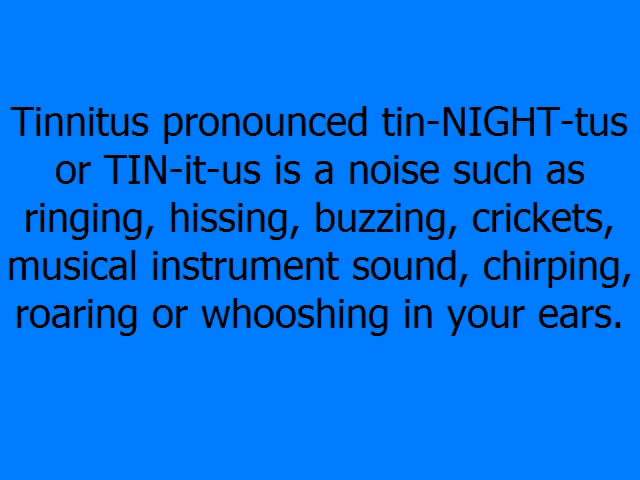 Tinnitus pronounced tin-NIGHT-tus
or TIN-it-us is a noise such as
ringing, hissing, buzzing, crickets,
musical instrument sound, chirping,
roaring or whooshing in your ears.